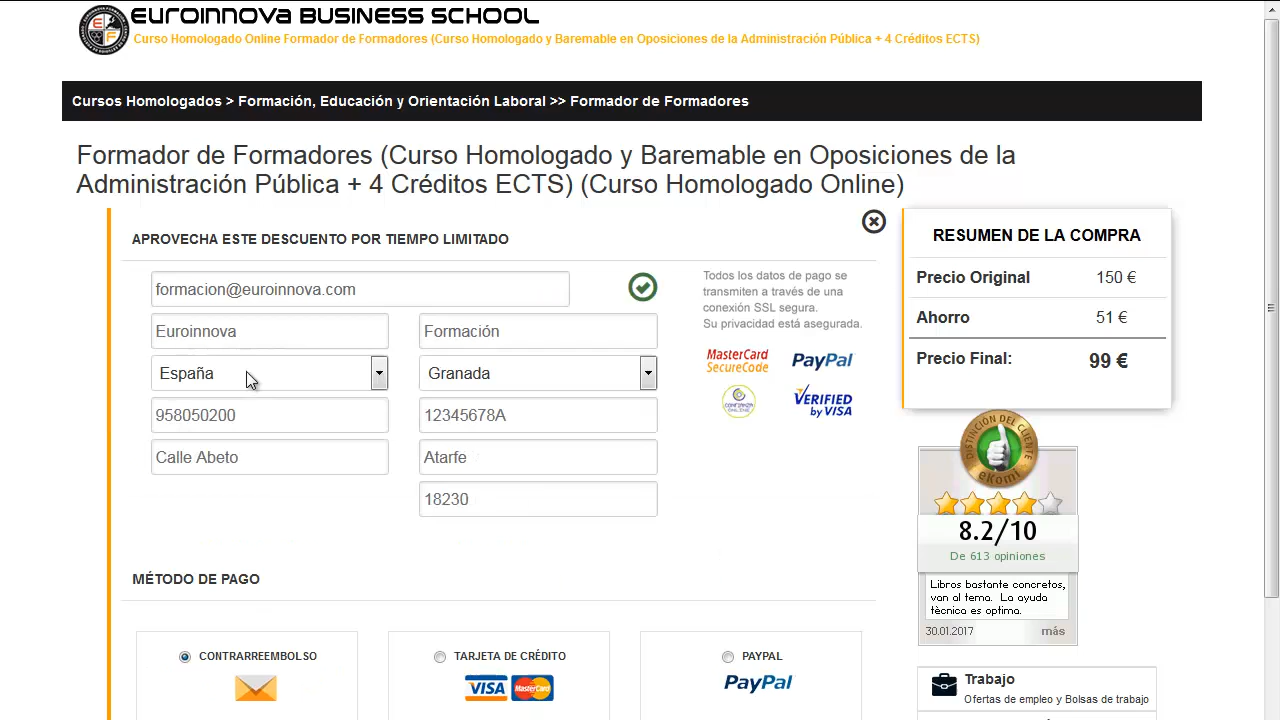 EUROINNOVA BUSINESS SCHOOL
Curso Homologado Online Formador de Formadores (Curso Homologado y Baremable en Oposiciones de la Administración Pública + 4 Créditos ECTS)
Cursos Homologados > Formación, Educación y Orientación Laboral >> Formador de Formadores
Formador de Formadores (Curso Homologado y Baremable en Oposiciones de la
Administración Pública + 4 Créditos ECTS) (Curso Homologado Online)
APROVECHA ESTE DESCUENTO POR TIEMPO LIMITADO
formacion@euroinnova.com
Euroinnova
Formación
España
Granada
958050200
12345678A
Calle Abeto
Atarfe
18230
Todos los datos de pago se
transmiten a través de una
conexión SSL segura.
Su privacidad está asegurada.
MasterCard
SecureCode
PayPal
CONFIANZA
ONLINE
VERIFIED
by VISA
RESUMEN DE LA COMPRA
Precio Original 150 €
Ahorro 51 €
Precio Final: 99 €
DISTINCIÓN DEL CLIENTE
eKomi
8.2/10
De 613 opiniones
Libros bastante concretos,
van al tema. La ayuda
tècnica es optima.
30.01.2017 más
MÉTODO DE PAGO
CONTRARREEMBOLSO
TARJETA DE CRÉDITO
VISA
MasterCard
PAYPAL
PayPal
Trabajo
Ofertas de empleo y Bolsas de trabajo